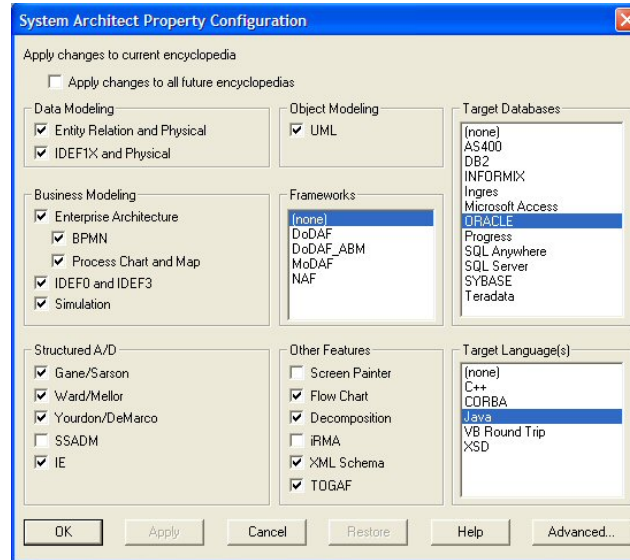 System Architect Property Configuration
Apply changes to current encyclopedia
Apply changes to all future encyclopedias
Data Modeling
Entity Relation and Physical
IDEF1X and Physical
Object Modeling
UML
Target Databases
(none)
AS400
DB2
INFORMIX
Ingres
Microsoft Access
ORACLE
Progress
SQL Anywhere
SQL Server
SYBASE
Teradata
Business Modeling
Enterprise Architecture
BPMN
Process Chart and Map
IDEF0 and IDEF3
Simulation
Frameworks
(none)
DoDAF
DoDAF_ABM
MoDAF
NAF
Structured A/D
Gane/Sarson
Ward/Mellor
Yourdon/DeMarco
SSADM
IE
Other Features
Screen Painter
Flow Chart
Decomposition
iRMA
XML Schema
TOGAF
Target Language(s)
(none)
C++
CORBA
Java
VB Round Trip
XSD
OK
Apply
Cancel
Restore
Help
Advanced...